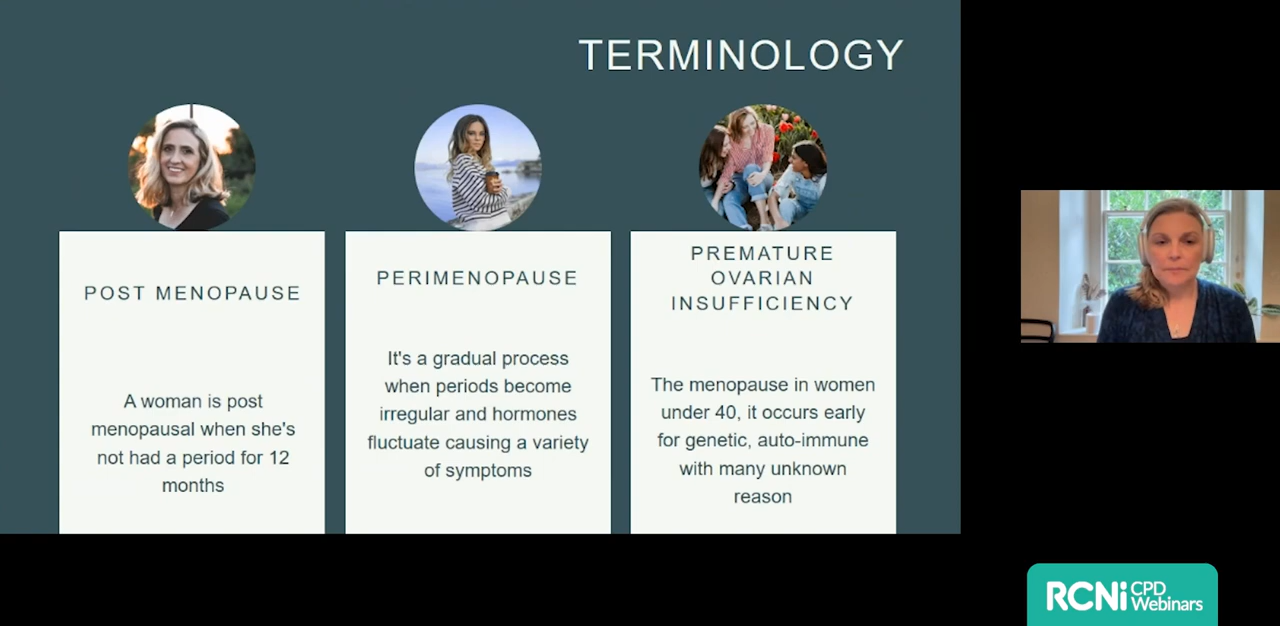 TERMINOLOGY
POST MENOPAUSE
A woman is post
menopausal when she's
not had a period for 12
months
PERIMENOPAUSE
It's a gradual process
when periods become
irregular and hormones
fluctuate causing a variety
of symptoms
PREMATURE
OVARIAN
INSUFFICIENCY
The menopause in women
under 40, it occurs early
for genetic, auto-immune
with many unknown
reason
RCNi CPD
Webinars